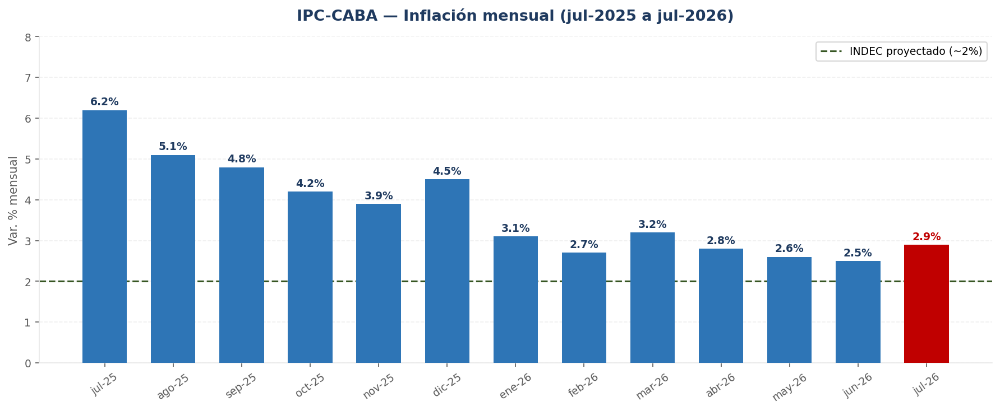 IPC-CABA — Inflación mensual (jul-2025 a jul-2026)
INDEC proyectado (~2%)
Var. % mensual
8
7
6
5
4
3
2
1
0
6.2%
5.1%
4.8%
4.2%
3.9%
4.5%
3.1%
2.7%
3.2%
2.8%
2.6%
2.5%
2.9%
jul-25
ago-25
sep-25
oct-25
nov-25
dic-25
ene-26
feb-26
mar-26
abr-26
may-26
jun-26
jul-26